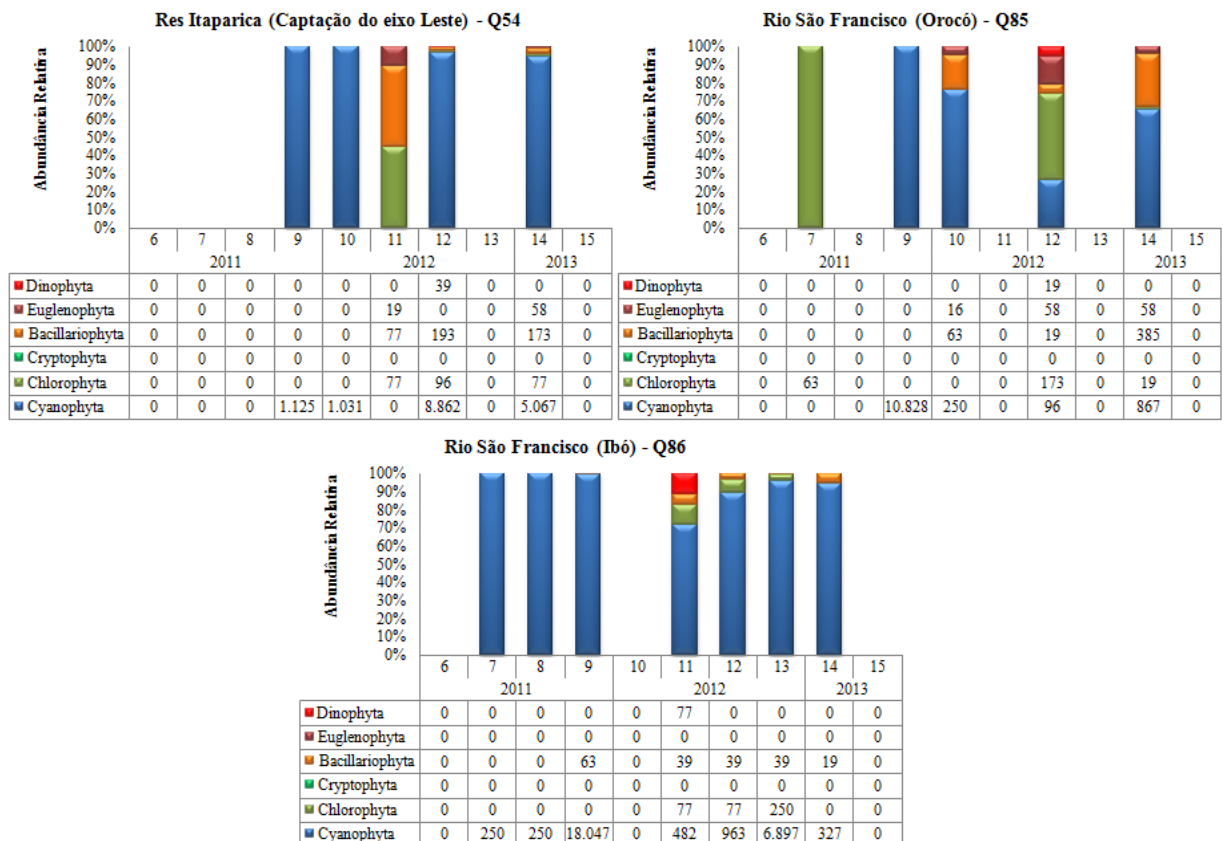 Res Itaparica (Captação do eixo Leste) - Q54
Abundância Relativa
100%
90%
80%
70%
60%
50%
40%
30%
20%
10%
0%
6 7 8 9 10 11 12 13 14 15
2011 2012 2013
Dinophyta 0 0 0 0 0 0 39 0 0 0
Euglenophyta 0 0 0 0 0 19 0 0 58 0
Bacillariophyta 0 0 0 0 0 77 193 0 173 0
Cryptophyta 0 0 0 0 0 0 0 0 0 0
Chlorophyta 0 0 0 0 0 77 96 0 77 0
Cyanophyta 0 0 0 1.125 1.031 0 8.862 0 5.067 0
Rio São Francisco (Orocó) - Q85
Abundância Relativa
100%
90%
80%
70%
60%
50%
40%
30%
20%
10%
0%
6 7 8 9 10 11 12 13 14 15
2011 2012 2013
Dinophyta 0 0 0 0 0 0 19 0 0 0
Euglenophyta 0 0 0 0 16 0 58 0 58 0
Bacillariophyta 0 0 0 0 63 0 19 0 385 0
Cryptophyta 0 0 0 0 0 0 0 0 0 0
Chlorophyta 0 63 0 0 0 0 173 0 19 0
Cyanophyta 0 0 0 10.828 250 0 96 0 867 0
Rio São Francisco (Ibó) - Q86
Abundância Relativa
100%
90%
80%
70%
60%
50%
40%
30%
20%
10%
0%
6 7 8 9 10 11 12 13 14 15
2011 2012 2013
Dinophyta 0 0 0 0 0 77 0 0 0 0
Euglenophyta 0 0 0 0 0 0 0 0 0 0
Bacillariophyta 0 0 0 63 0 39 39 39 19 0
Cryptophyta 0 0 0 0 0 0 0 0 0 0
Chlorophyta 0 0 0 0 0 77 77 250 0 0
Cyanophyta 0 250 250 18.047 0 482 963 6.897 327 0